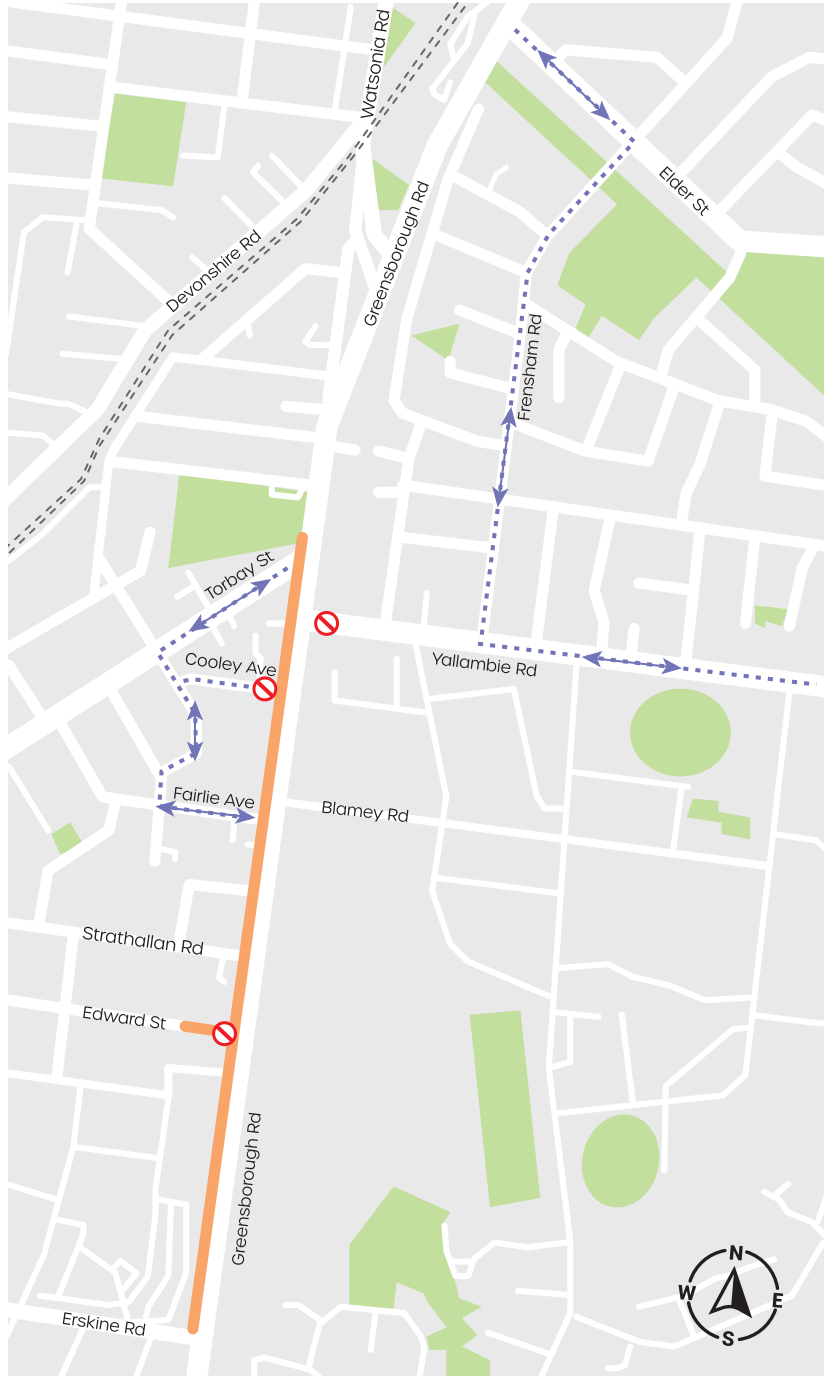 Watsonia Rd
Elder St
Greensborough Rd
Devonshire Rd
Frensham Rd
Torbay St
Cooley Ave
Yallambie Rd
Fairlie Ave
Blamey Rd
Strathallan Rd
Edward St
Greensborough Rd
Erskine Rd
N
W
E
S